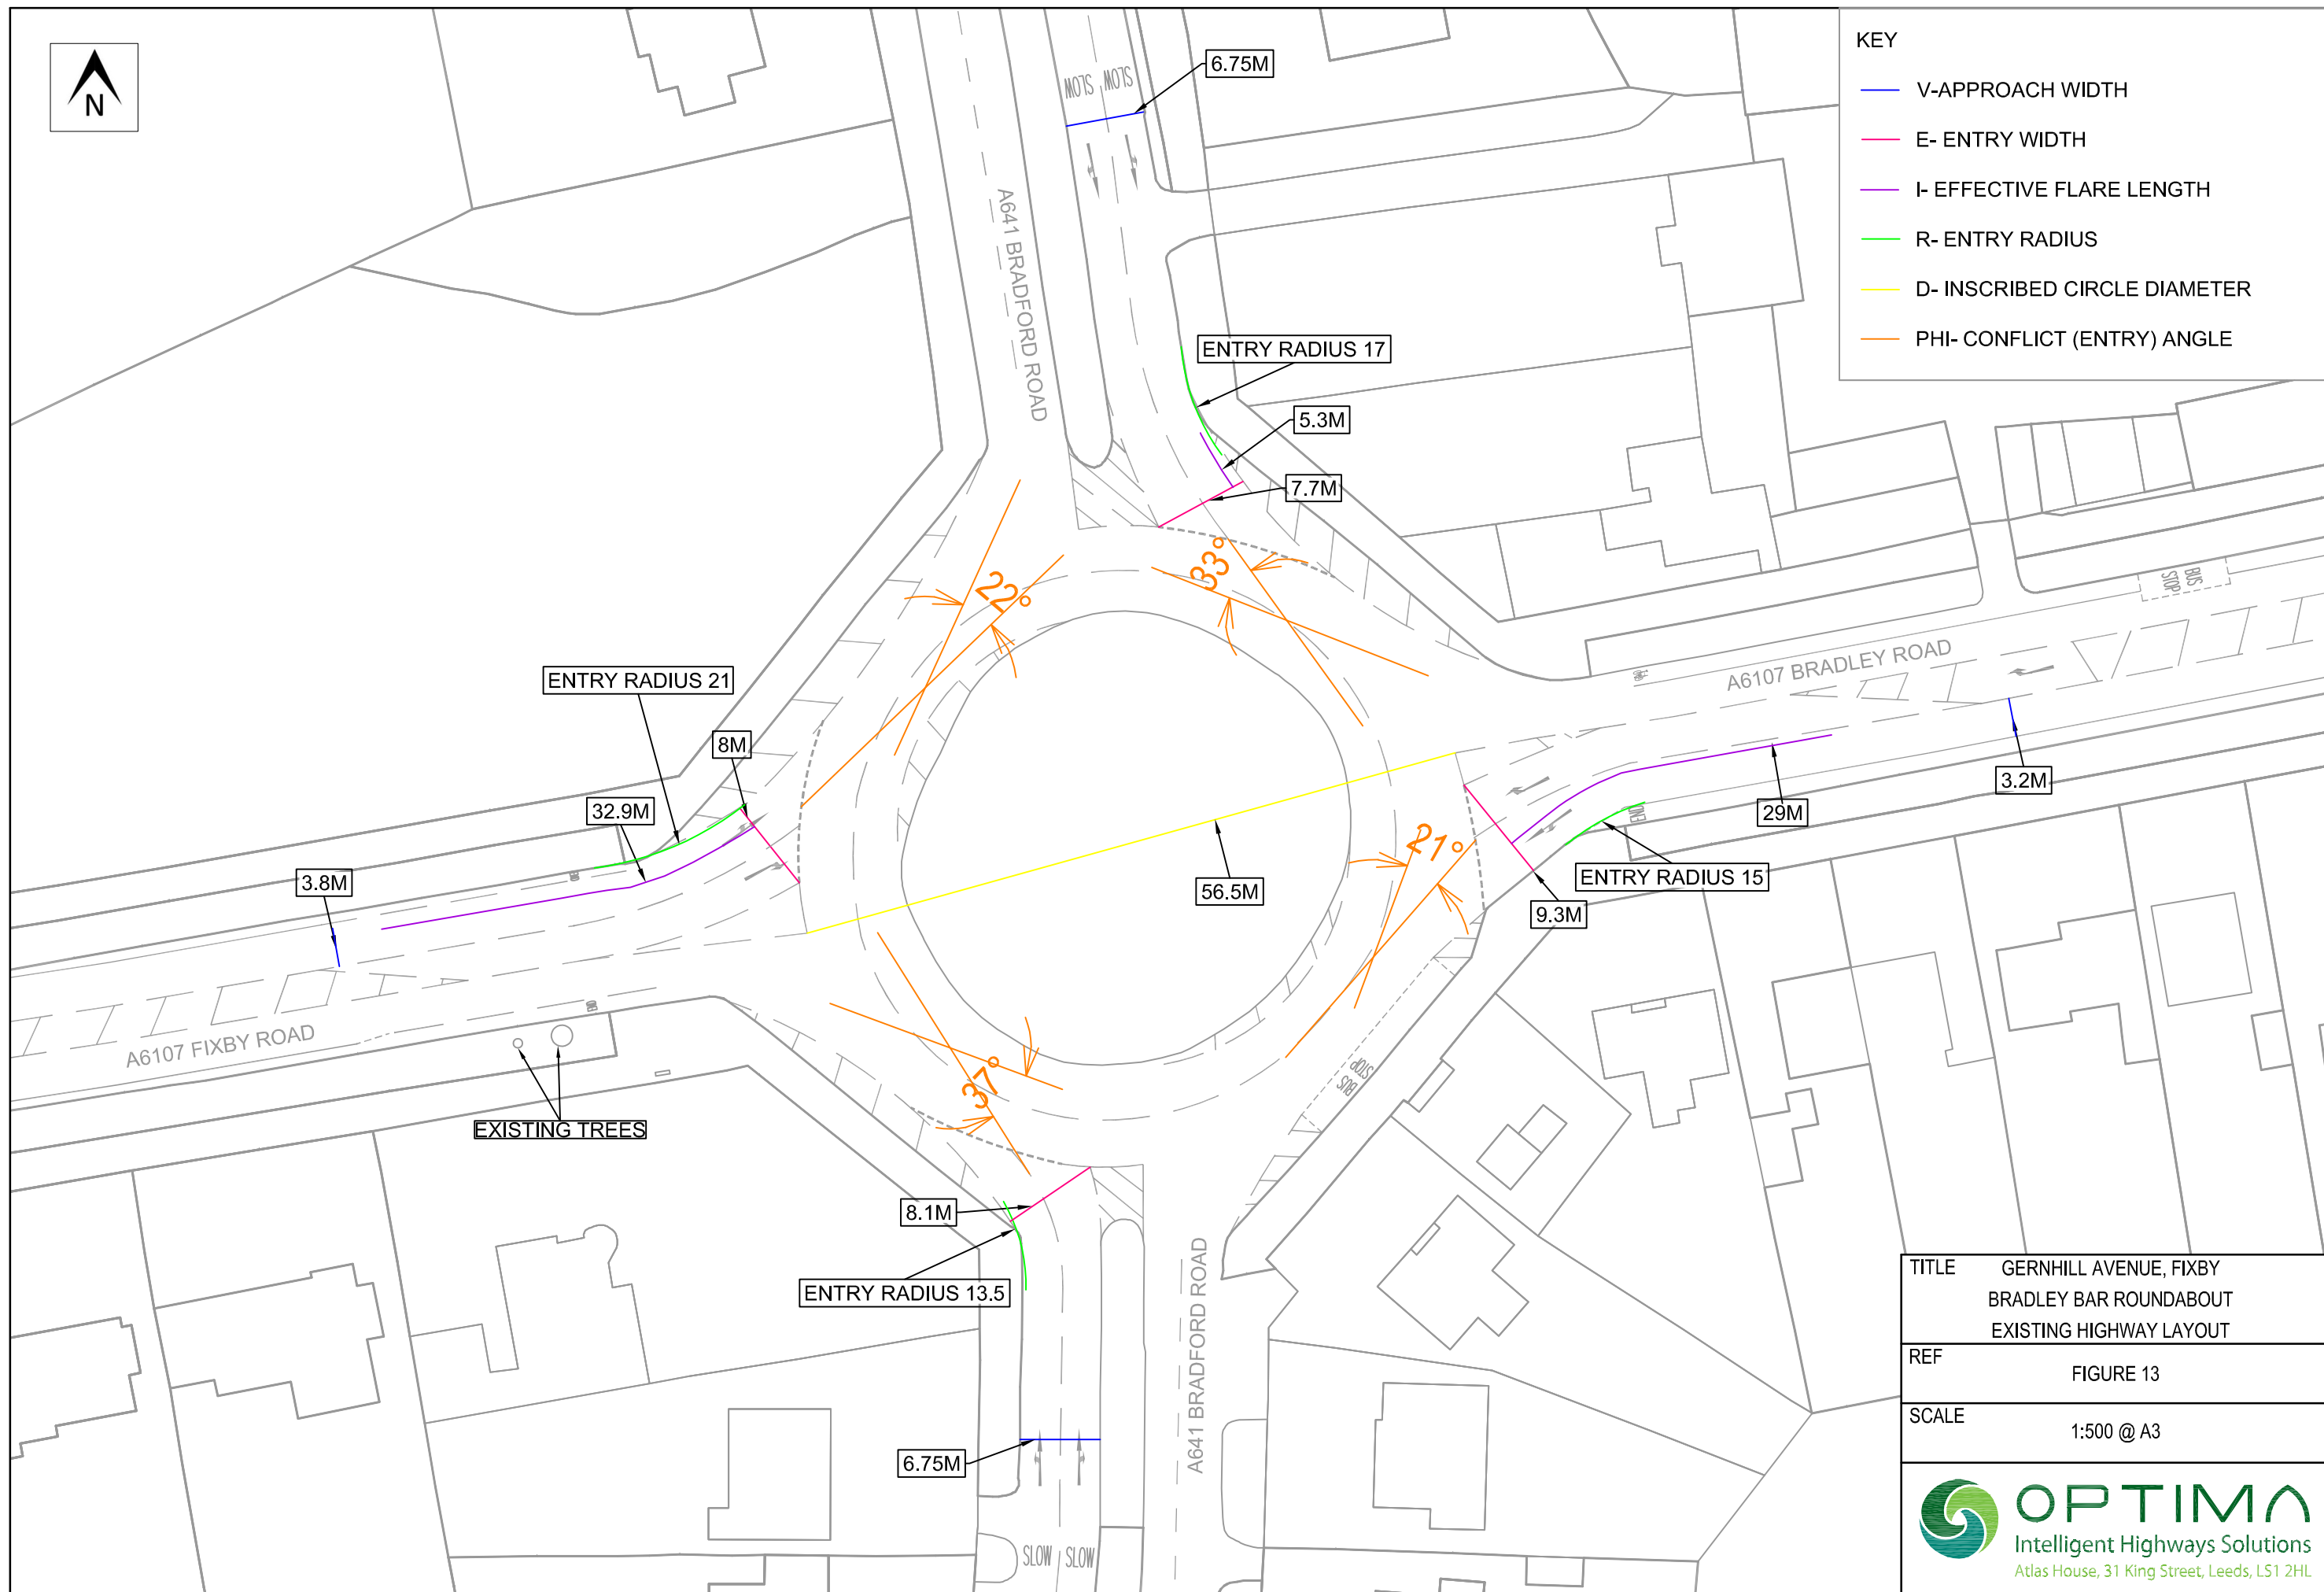 N
KEY
V-APPROACH WIDTH
E- ENTRY WIDTH
I- EFFECTIVE FLARE LENGTH
R- ENTRY RADIUS
D- INSCRIBED CIRCLE DIAMETER
PHI- CONFLICT (ENTRY) ANGLE
6.75M
SLOW SLOW
A641 BRADFORD ROAD
ENTRY RADIUS 17
5.3M
7.7M
33°
22°
BUS
STOP
A6107 BRADLEY ROAD
ENTRY RADIUS 21
8M
32.9M
3.8M
3.2M
29M
END
21°
ENTRY RADIUS 15
56.5M
9.3M
A6107 FIXBY ROAD
37°
BUS
STOP
EXISTING TREES
8.1M
ENTRY RADIUS 13.5
A641 BRADFORD ROAD
6.75M
SLOW SLOW
TITLE GERNHILL AVENUE, FIXBY
BRADLEY BAR ROUNDABOUT
EXISTING HIGHWAY LAYOUT
REF
FIGURE 13
SCALE
1:500 @ A3
OPTIMA
Intelligent Highways Solutions
Atlas House, 31 King Street, Leeds, LS1 2HL